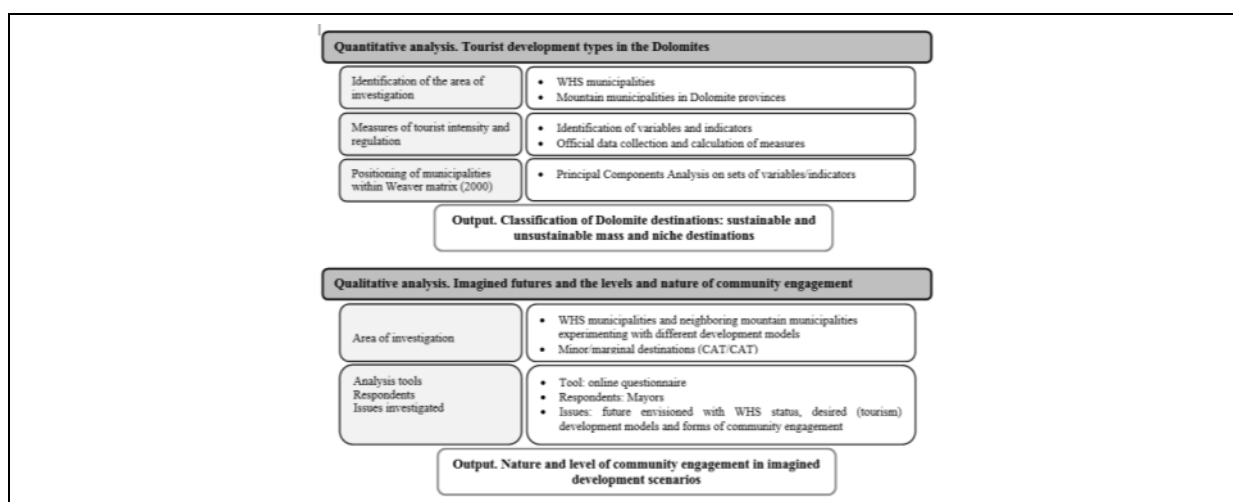 Quantitative analysis. Tourist development types in the Dolomites
Identification of the area of
investigation
• WHS municipalities
• Mountain municipalities in Dolomite provinces
Measures of tourist intensity and
regulation
• Identification of variables and indicators
• Official data collection and calculation of measures
Positioning of municipalities
within Weaver matrix (2000)
• Principal Components Analysis on sets of variables/indicators
Output. Classification of Dolomite destinations: sustainable and
unsustainable mass and niche destinations
Qualitative analysis. Imagined futures and the levels and nature of community engagement
Area of investigation
• WHS municipalities and neighboring mountain municipalities
experimenting with different development models
• Minor/marginal destinations (CAT/CAT)
Analysis tools
Respondents
Issues investigated
• Tool: online questionnaire
• Respondents: Mayors
• Issues: future envisioned with WHS status, desired (tourism)
development models and forms of community engagement
Output. Nature and level of community engagement in imagined
development scenarios